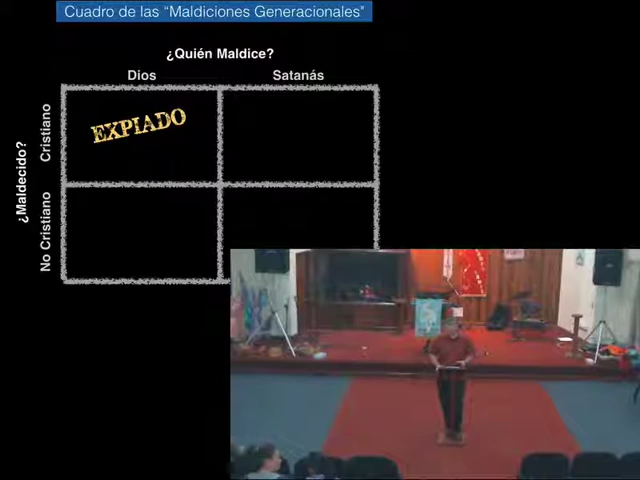 Cuadro de las “Maldiciones Generacionales"
¿Quién Maldice?
Dios
Satanás
¿Maldecido?
Cristiano
EXPIADO
No Cristiano